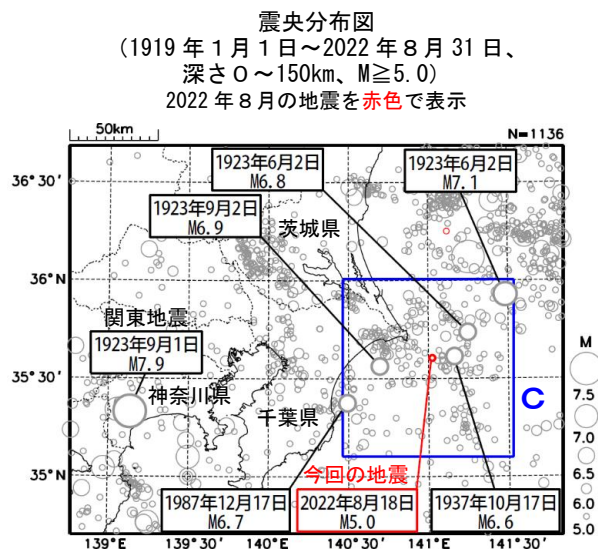 震央分布図
(1919年1月1日~2022年8月31日、
深さ0~150km、M≧5.0)
2022年8月の地震を赤色で表示
50km
N=1136
1923年6月2日
M6.8
1923年6月2日
M7.1
36°30'
1923年9月2日
M6.9
茨城県
36°N
関東地震
1923年9月1日
M7.9
M
35°30'
神奈川県
千葉県
C
7.5
7.0
6.5
6.0
5.5
5.0
今回の地震
35°N
1987年12月17日
M6.7
2022年8月18日
M5.0
1937年10月17日
M6.6
139°E
139°30'
140°E
140°30'
141°E
141°30'